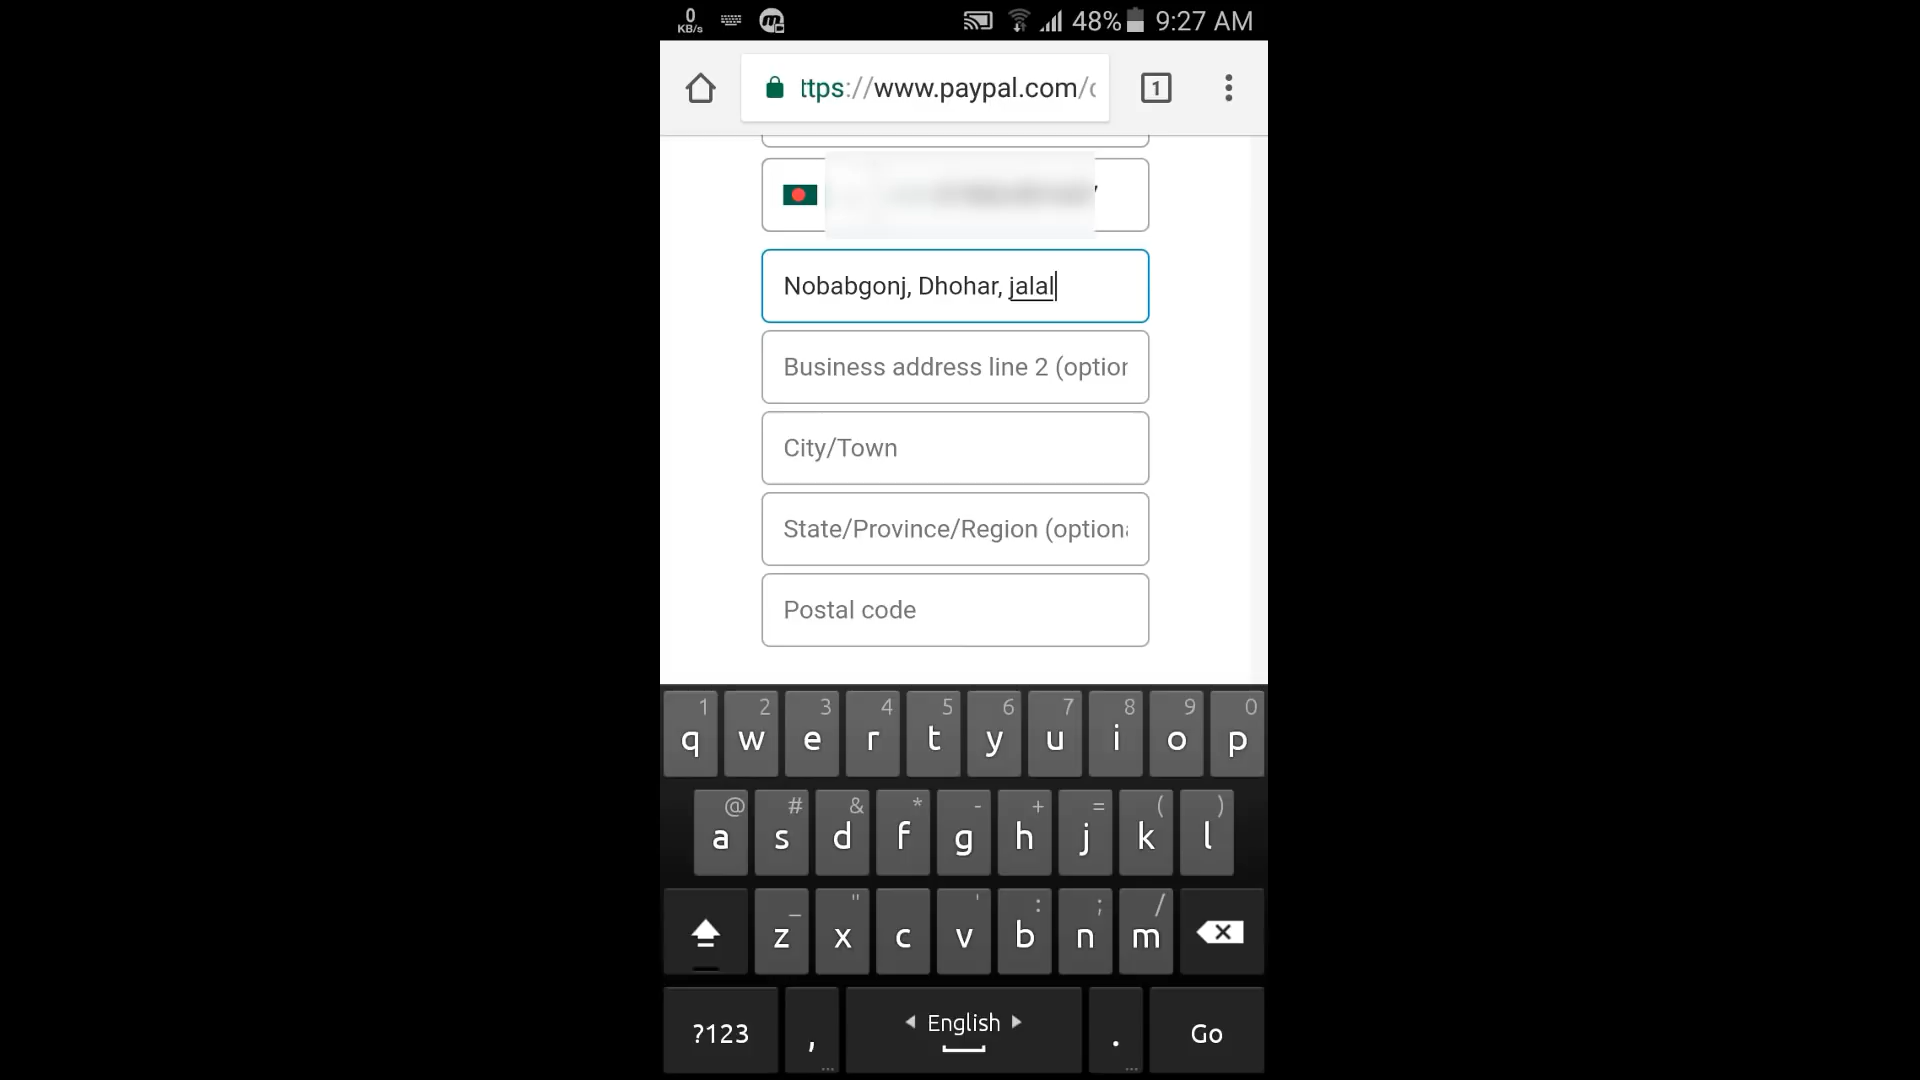 0
KB/s
48%
9:27 AM
ttps://www.paypal.com/
1
Nobabgonj, Dhohar, jalal
Business address line 2 (option
City/Town
State/Province/Region (optiona
Postal code
1 2 3 4 5 6 7 8 9 0
q w e r t y u i o p
@ # & * - + = ( )
a s d f g h j k l
_ " ' : ; /
z x c v b n m
?123 , English . Go